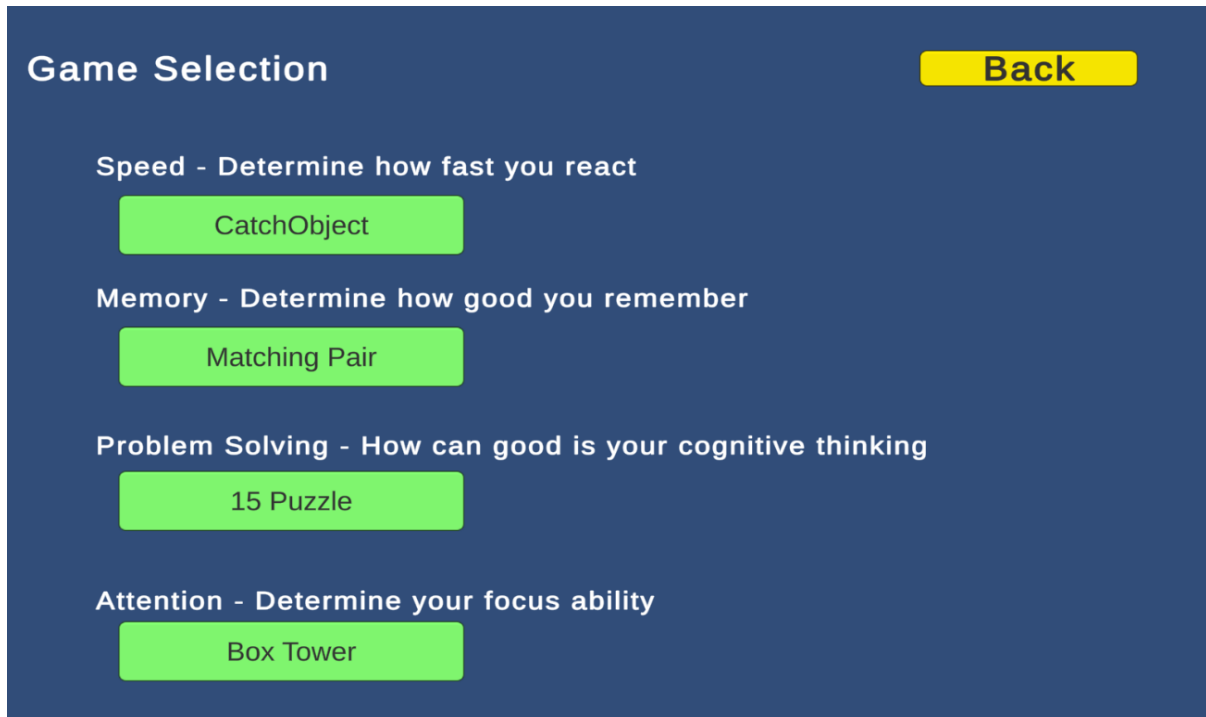 Game Selection
Back
Speed - Determine how fast you react
CatchObject
Memory - Determine how good you remember
Matching Pair
Problem Solving - How can good is your cognitive thinking
15 Puzzle
Attention - Determine your focus ability
Box Tower